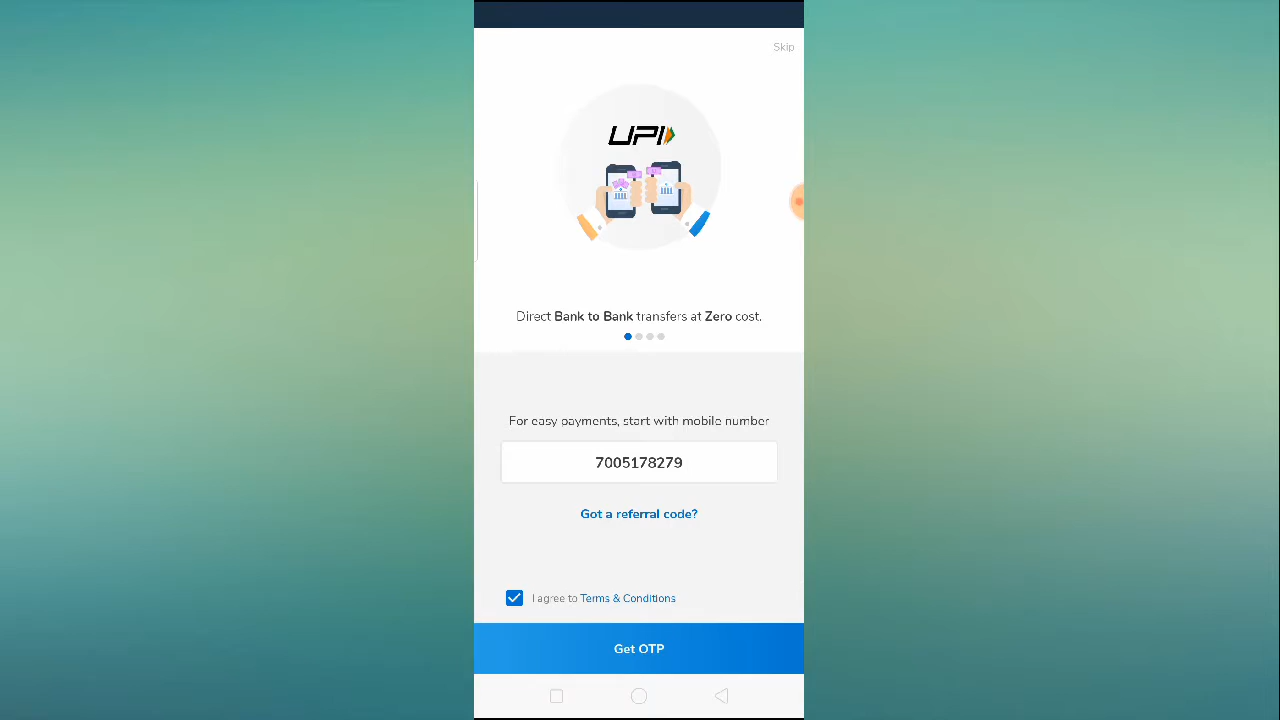 Skip
UPI
Direct Bank to Bank transfers at Zero cost.
For easy payments, start with mobile number
7005178279
Got a referral code?
I agree to Terms & Conditions
Get OTP